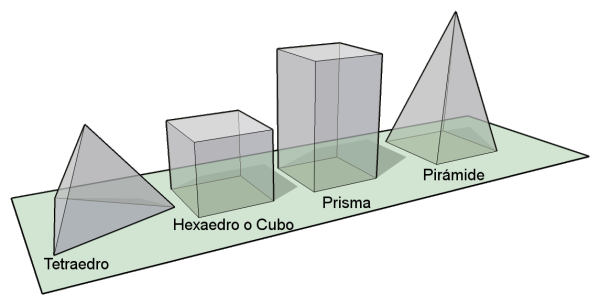 Tetraedro
Hexaedro o Cubo
Prisma
Pirámide